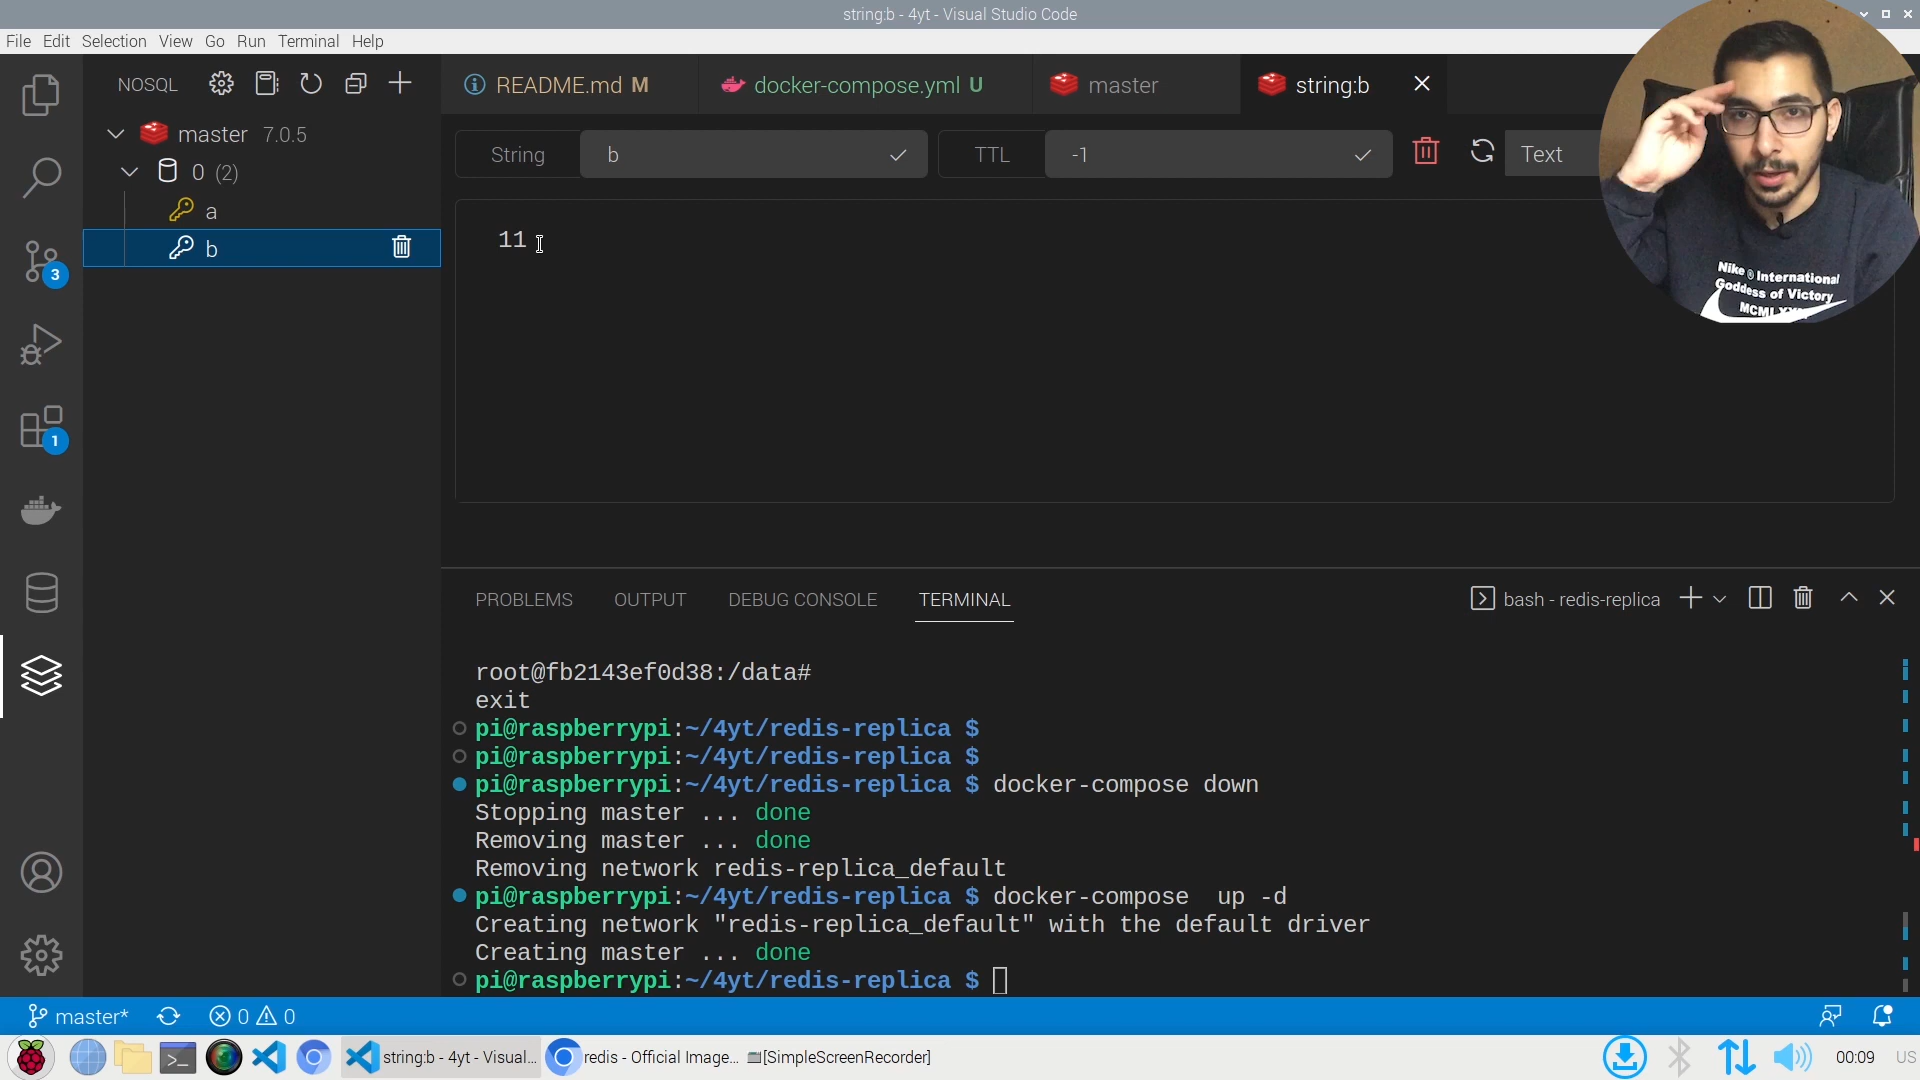 string:b - 4yt - Visual Studio Code
File Edit Selection View Go Run Terminal Help
NOSQL
README.md M
docker-compose.yml U
master
string:b
master 7.0.5
0 (2)
a
b
String b
TTL -1
Text
11
3
1
Nike International
Goddess of Victory
PROBLEMS OUTPUT DEBUG CONSOLE TERMINAL
bash - redis-replica
root@fb2143ef0d38:/data#
exit
pi@raspberrypi:~/4yt/redis-replica $
pi@raspberrypi:~/4yt/redis-replica $
pi@raspberrypi:~/4yt/redis-replica $ docker-compose down
Stopping master ... done
Removing master ... done
Removing network redis-replica_default
pi@raspberrypi:~/4yt/redis-replica $ docker-compose  up -d
Creating network "redis-replica_default" with the default driver
Creating master ... done
pi@raspberrypi:~/4yt/redis-replica $
master* 0 0
string:b - 4yt - Visual...
redis - Official Image...
[SimpleScreenRecorder]
00:09 US